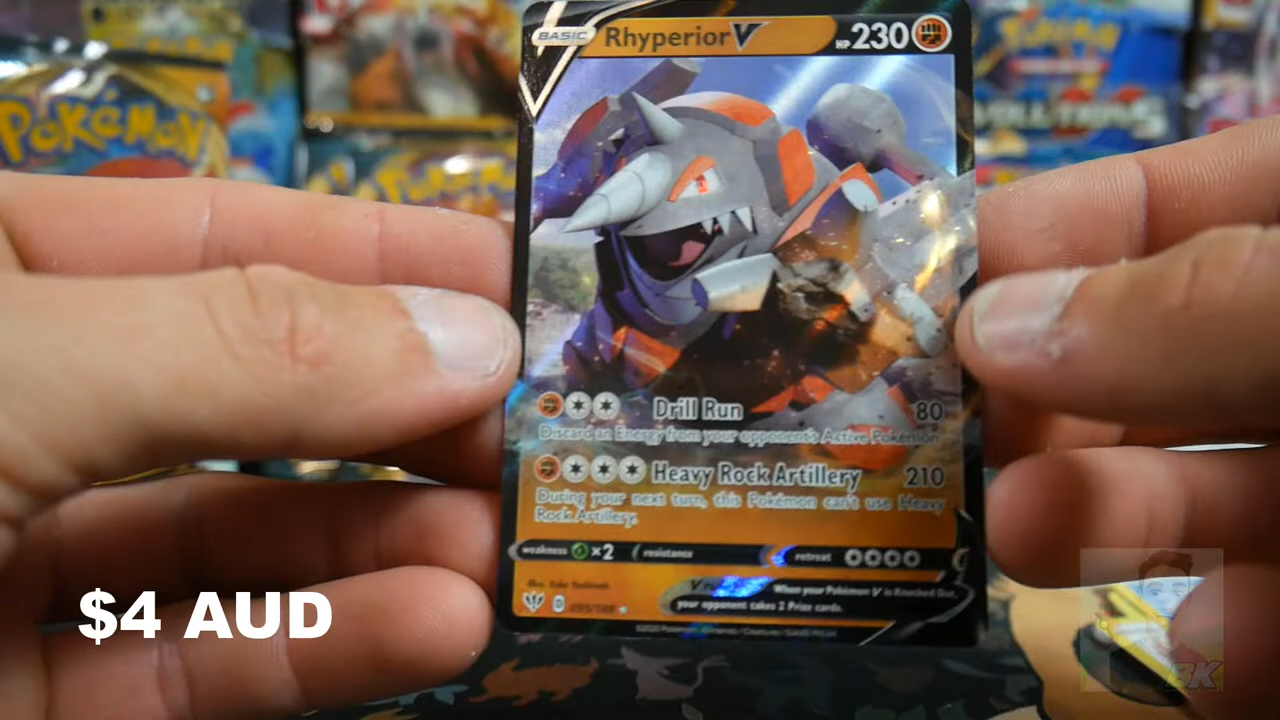 BASIC Rhyperior V HP 230
Pokémon
Drill Run 80
Discard an Energy from your opponent's Active Pokémon.
Heavy Rock Artillery 210
During your next turn, this Pokémon can't use Heavy
Rock Artillery.
weakness ×2 resistance retreat
When your Pokémon V is Knocked Out,
your opponent takes 2 Prize cards.
$4 AUD
BK